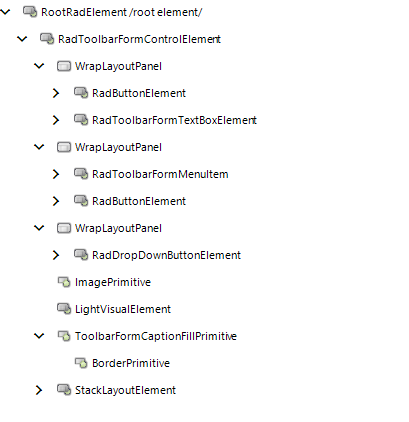 RootRadElement /root element/
RadToolbarFormControlElement
WrapLayoutPanel
RadButtonElement
RadToolbarFormTextBoxElement
WrapLayoutPanel
RadToolbarFormMenuItem
RadButtonElement
WrapLayoutPanel
RadDropDownButtonElement
ImagePrimitive
LightVisualElement
ToolbarFormCaptionFillPrimitive
BorderPrimitive
StackLayoutElement